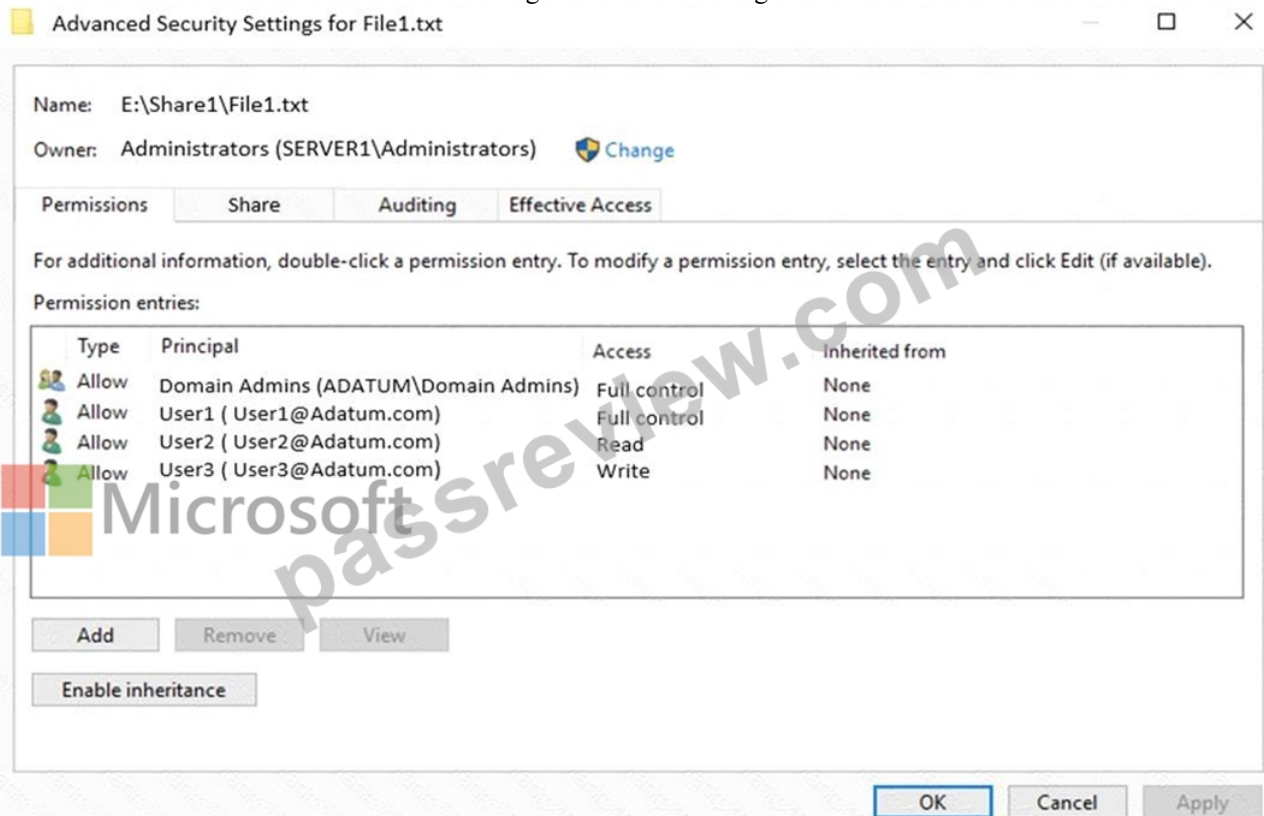 Advanced Security Settings for File1.txt
Name: E:\Share1\File1.txt
Owner: Administrators (SERVER1\Administrators) Change
Permissions Share Auditing Effective Access
For additional information, double-click a permission entry. To modify a permission entry, select the entry and click Edit (if available).
Permission entries:
Type Principal Access Inherited from
Allow Domain Admins (ADATUM\Domain Admins) Full control None
Allow User1 ( User1@Adatum.com) Full control None
Allow User2 ( User2@Adatum.com) Read None
Allow User3 ( User3@Adatum.com) Write None
Microsoft
passreview.com
Add Remove View
Enable inheritance
OK Cancel Apply